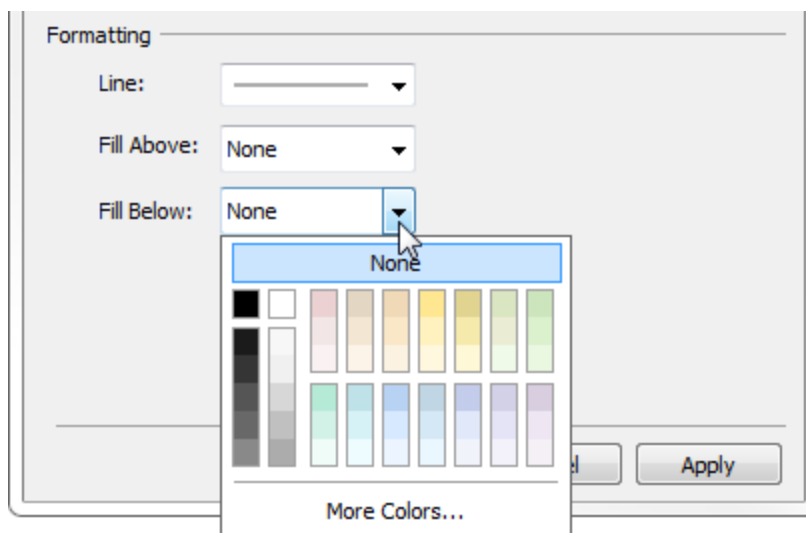 Formatting
Line:
Fill Above: None
Fill Below: None
None
Apply
More Colors...